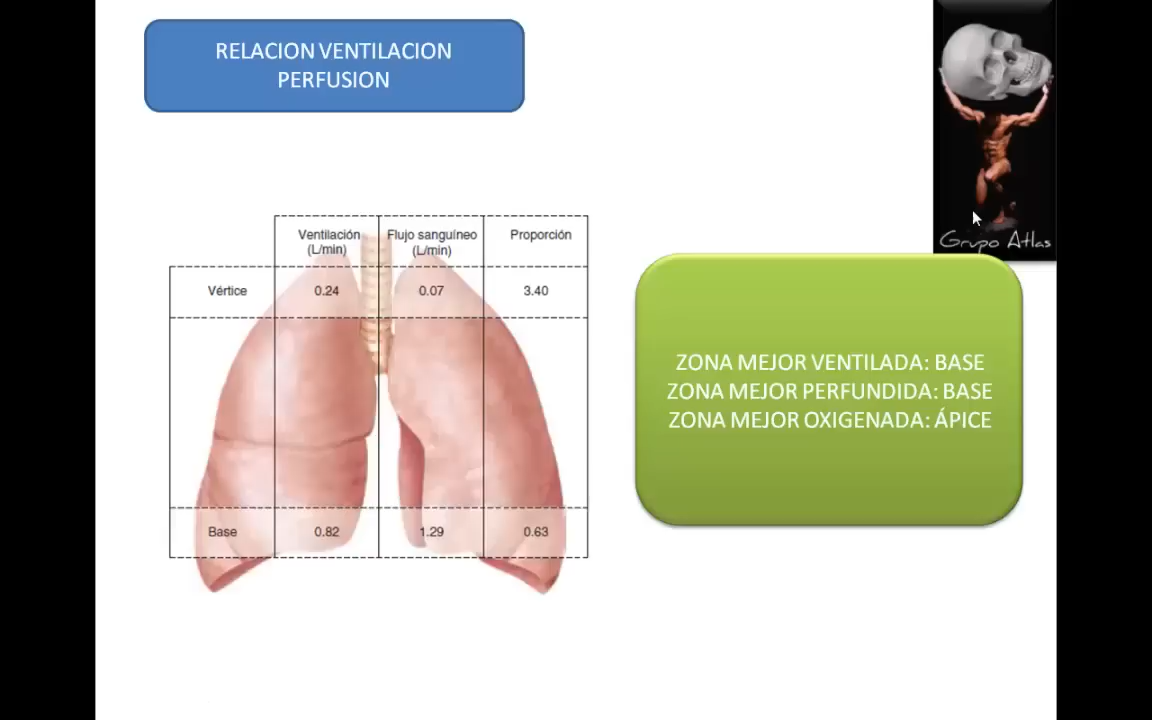 RELACION VENTILACION
PERFUSION
Grupo Atlas
Ventilación Flujo sanguíneo Proporción
(L/min) (L/min)
Vértice 0.24 0.07 3.40
Base 0.82 1.29 0.63
ZONA MEJOR VENTILADA: BASE
ZONA MEJOR PERFUNDIDA: BASE
ZONA MEJOR OXIGENADA: ÁPICE